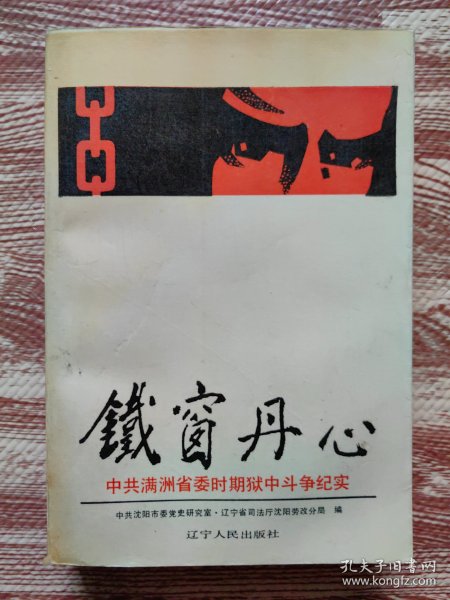 鐵窗丹心
中共满洲省委时期狱中斗争纪实
中共沈阳市委党史研究室·辽宁省司法厅沈阳劳改分局 编
辽宁人民出版社
孔夫子旧书网
www.kongfz.com